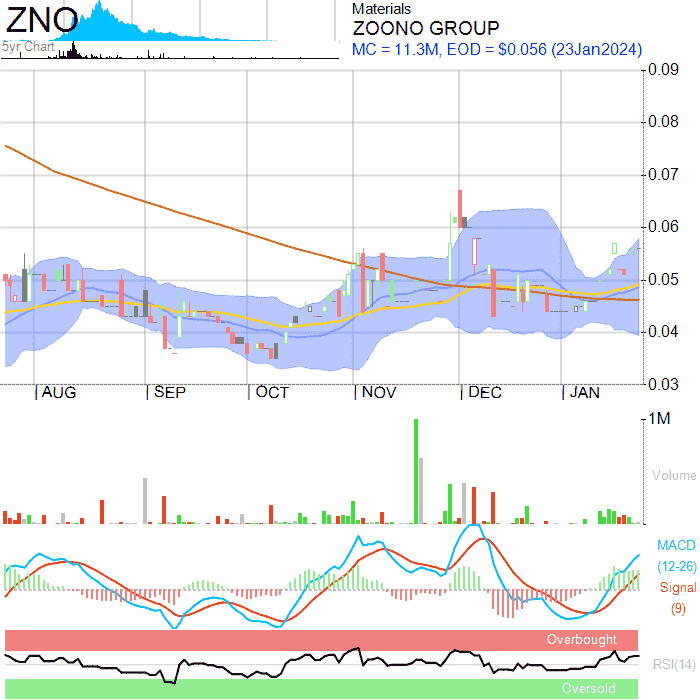 ZNO
5yr Chart
Materials
ZOONO GROUP
MC = 11.3M, EOD = $0.056 (23Jan2024)
0.09
0.08
0.07
0.06
0.05
0.04
0.03
AUG SEP OCT NOV DEC JAN
1M
Volume
MACD
(12-26)
Signal
(9)
Overbought
RSI(14)
Oversold